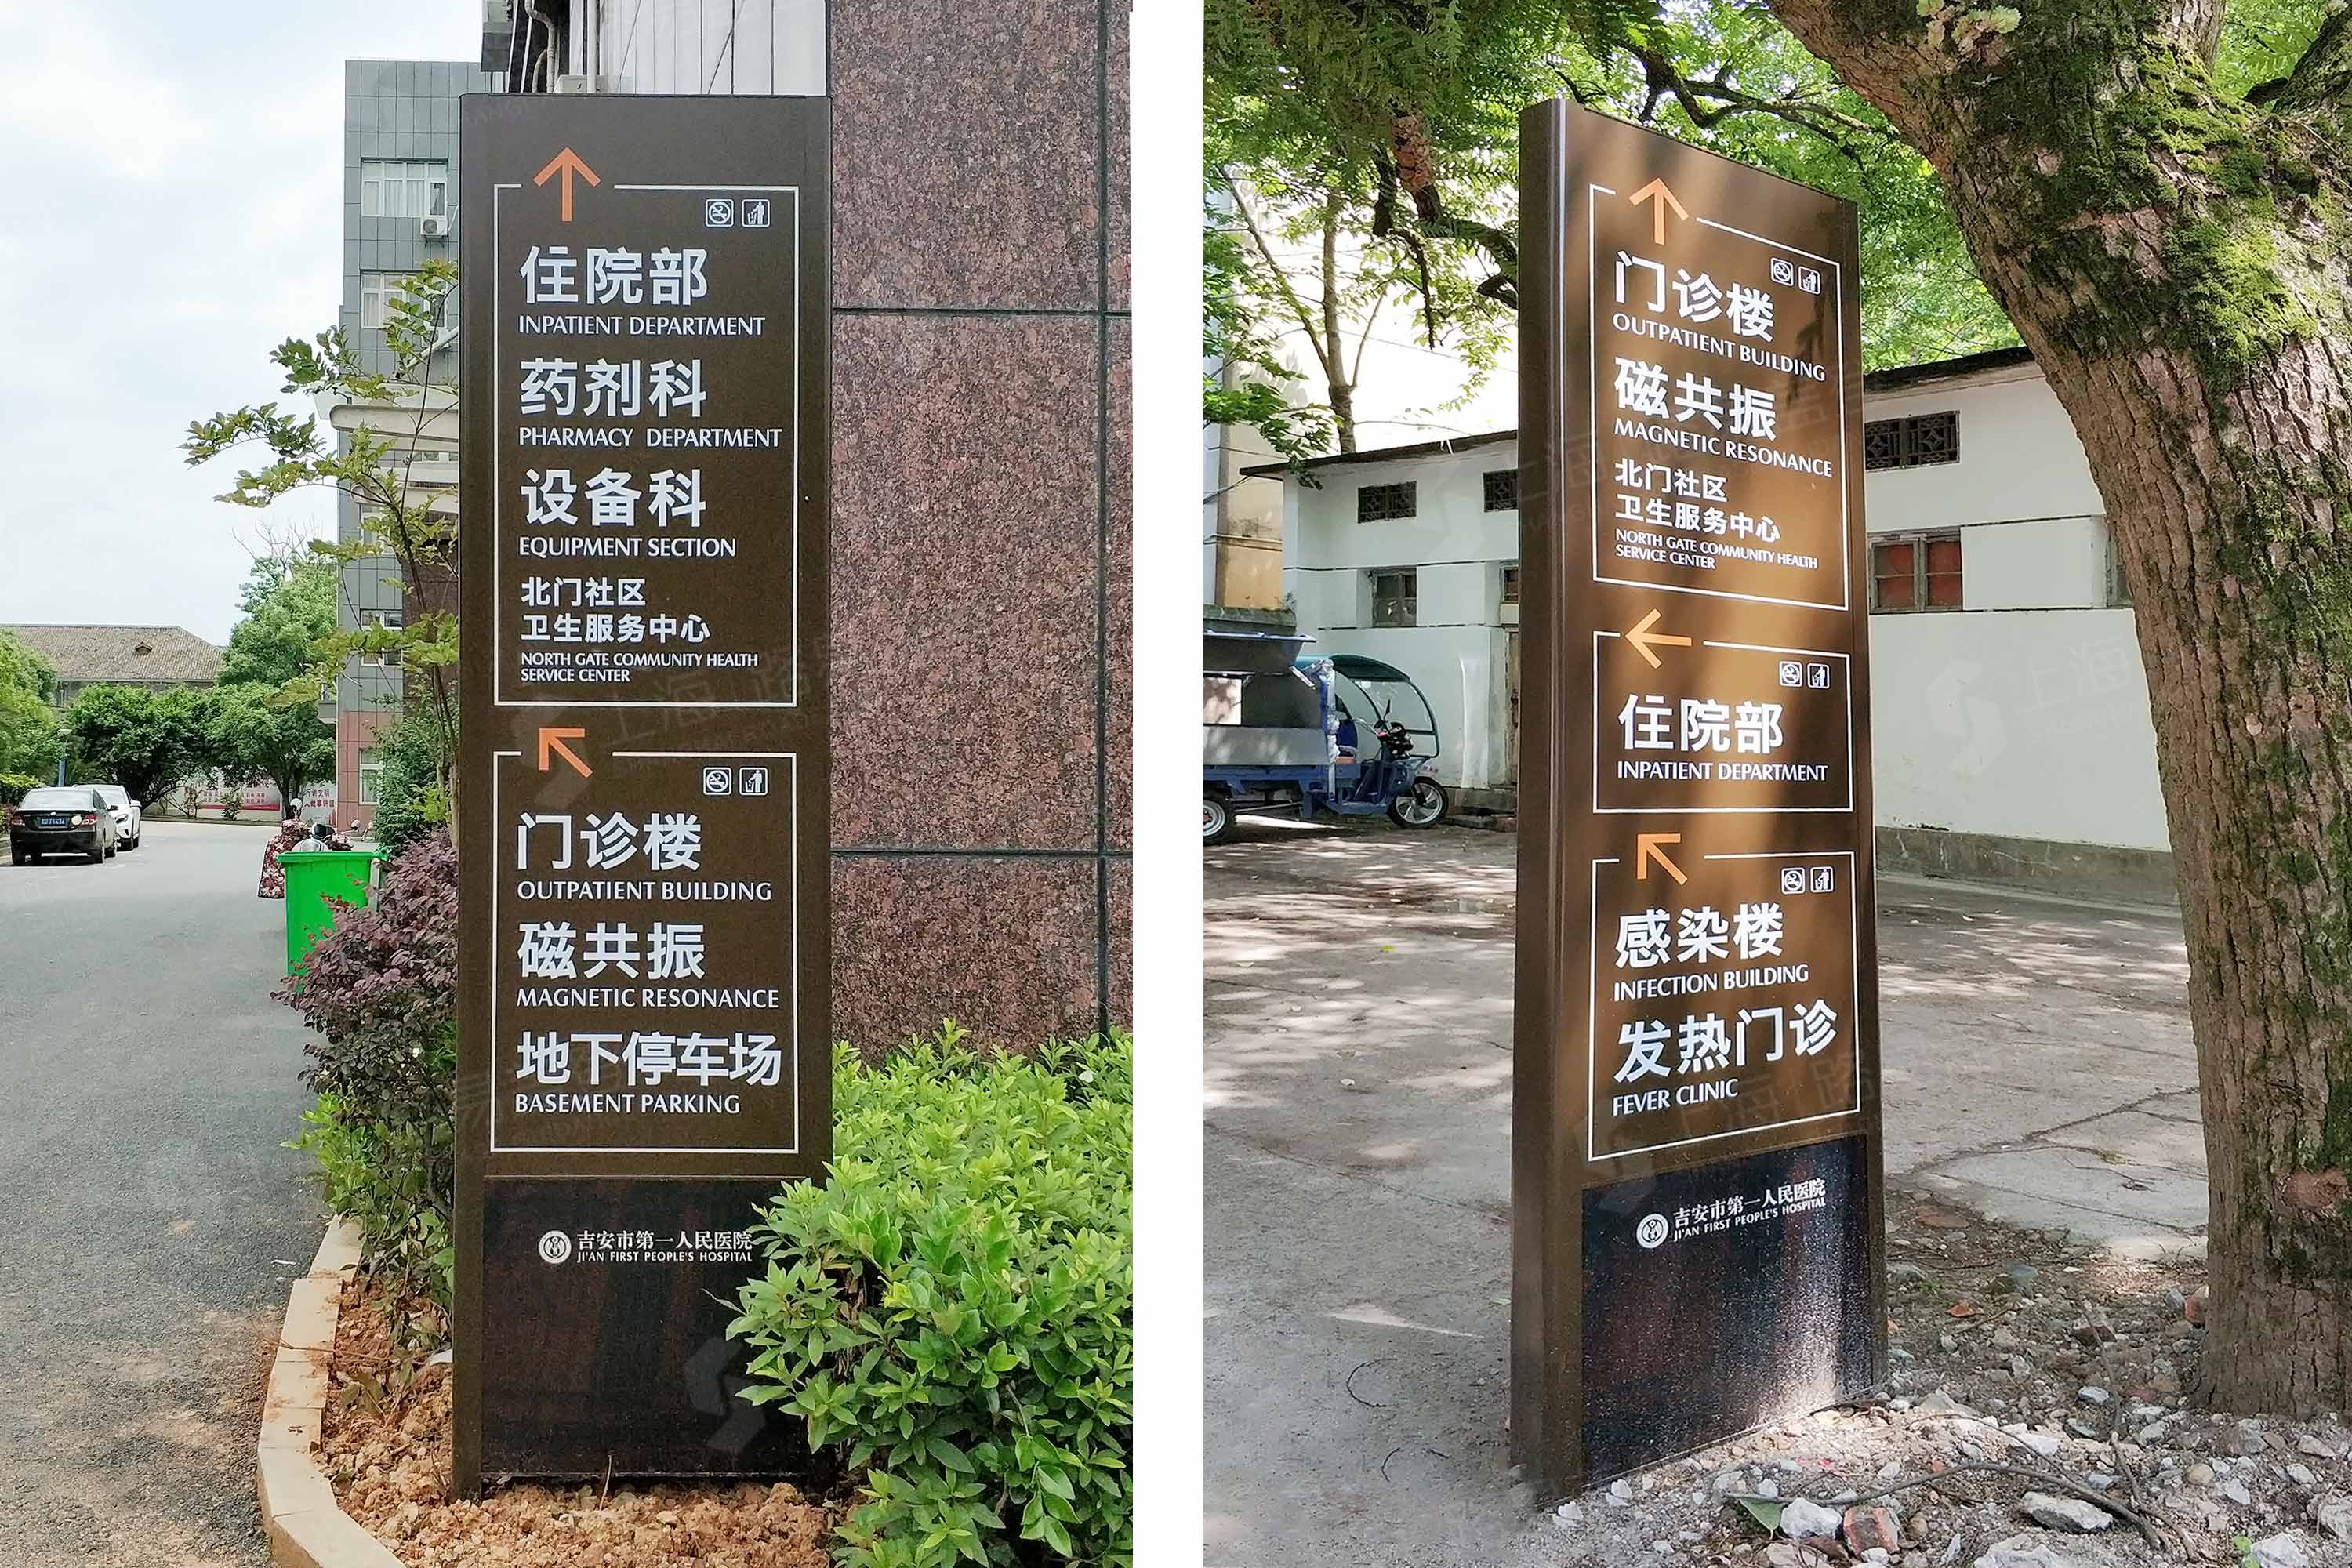 住院部
INPATIENT DEPARTMENT
药剂科
PHARMACY DEPARTMENT
设备科
EQUIPMENT SECTION
北门社区
卫生服务中心
NORTH GATE COMMUNITY HEALTH
SERVICE CENTER
门诊楼
OUTPATIENT BUILDING
磁共振
MAGNETIC RESONANCE
地下停车场
BASEMENT PARKING
吉安市第一人民医院
JI'AN FIRST PEOPLE'S HOSPITAL
门诊楼
OUTPATIENT BUILDING
磁共振
MAGNETIC RESONANCE
北门社区
卫生服务中心
NORTH GATE COMMUNITY HEALTH
SERVICE CENTER
住院部
INPATIENT DEPARTMENT
感染楼
INFECTION BUILDING
发热门诊
FEVER CLINIC
吉安市第一人民医院
JI'AN FIRST PEOPLE'S HOSPITAL